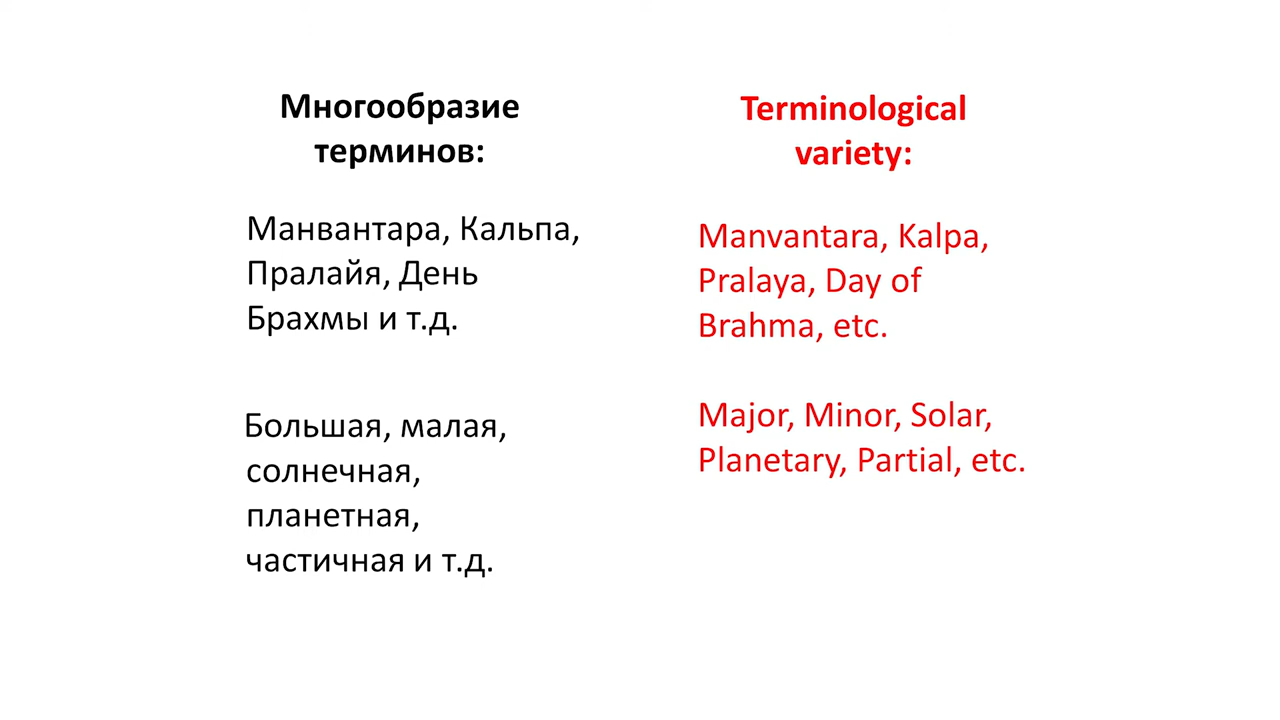 Многообразие
терминов:
Манвантара, Кальпа,
Пралайя, День
Брахмы и т.д.
Большая, малая,
солнечная,
планетная,
частичная и т.д.
Terminological
variety:
Manvantara, Kalpa,
Pralaya, Day of
Brahma, etc.
Major, Minor, Solar,
Planetary, Partial, etc.